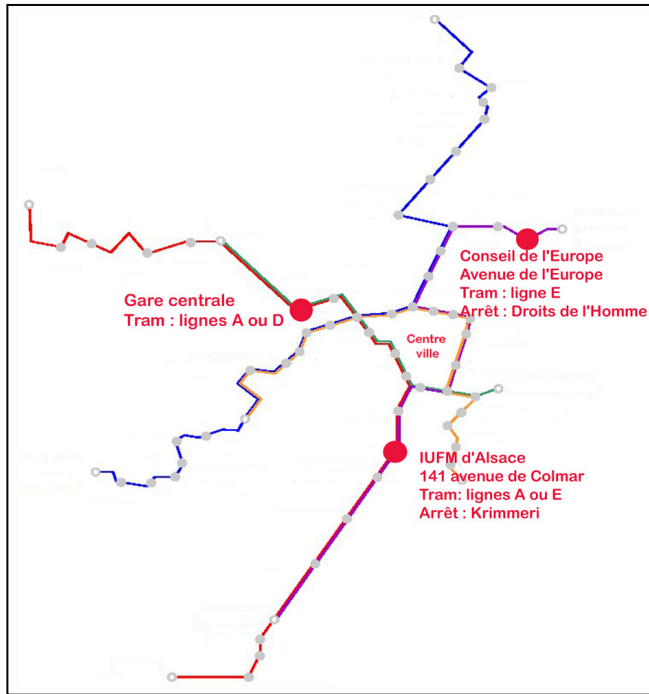 Conseil de l'Europe
Avenue de l'Europe
Tram : ligne E
Arrêt : Droits de l'Homme
Gare centrale
Tram : lignes A ou D
Centre
ville
IUFM d'Alsace
141 avenue de Colmar
Tram: lignes A ou E
Arrêt : Krimmeri